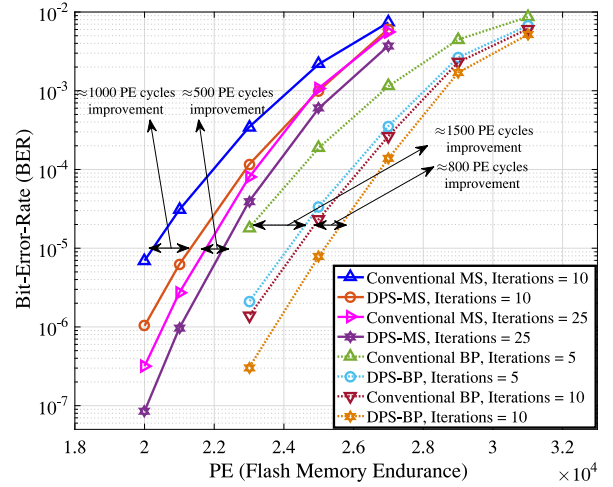 10^-2
10^-3
10^-4
10^-5
10^-6
10^-7
Bit-Error-Rate (BER)
≈1000 PE cycles
improvement
≈500 PE cycles
improvement
≈1500 PE cycles
improvement
≈800 PE cycles
improvement
Conventional MS, Iterations = 10
DPS-MS, Iterations = 10
Conventional MS, Iterations = 25
DPS-MS, Iterations = 25
Conventional BP, Iterations = 5
DPS-BP, Iterations = 5
Conventional BP, Iterations = 10
DPS-BP, Iterations = 10
1.8 2 2.2 2.4 2.6 2.8 3 3.2
PE (Flash Memory Endurance)
×10^4